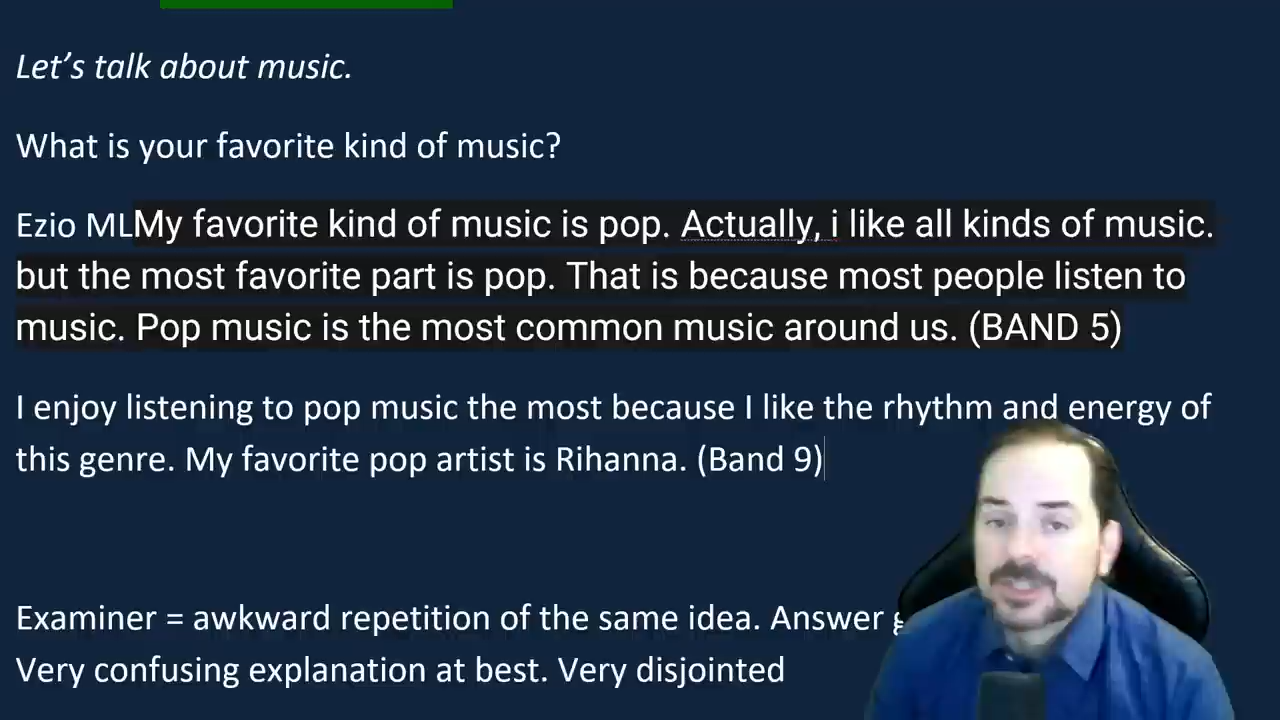 Let's talk about music.
What is your favorite kind of music?
Ezio MLMy favorite kind of music is pop. Actually, i like all kinds of music.
but the most favorite part is pop. That is because most people listen to
music. Pop music is the most common music around us. (BAND 5)
I enjoy listening to pop music the most because I like the rhythm and energy of
this genre. My favorite pop artist is Rihanna. (Band 9)
Examiner = awkward repetition of the same idea. Answer
Very confusing explanation at best. Very disjointed